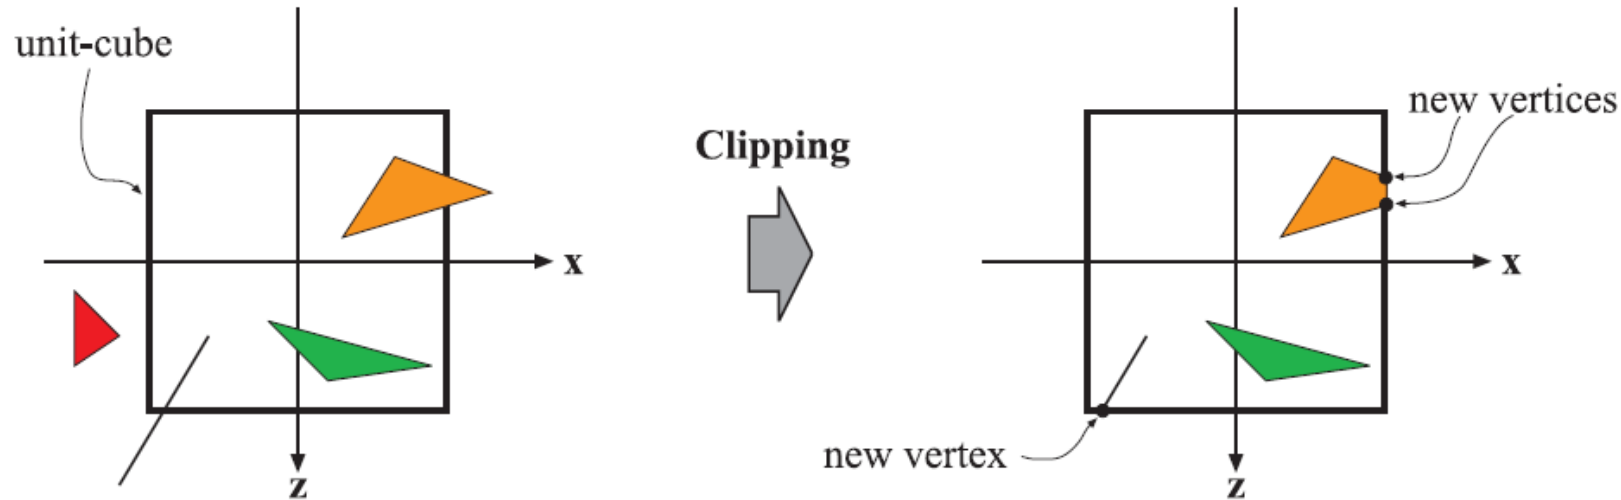 unit-cube
x
z
Clipping
new vertices
x
new vertex
z